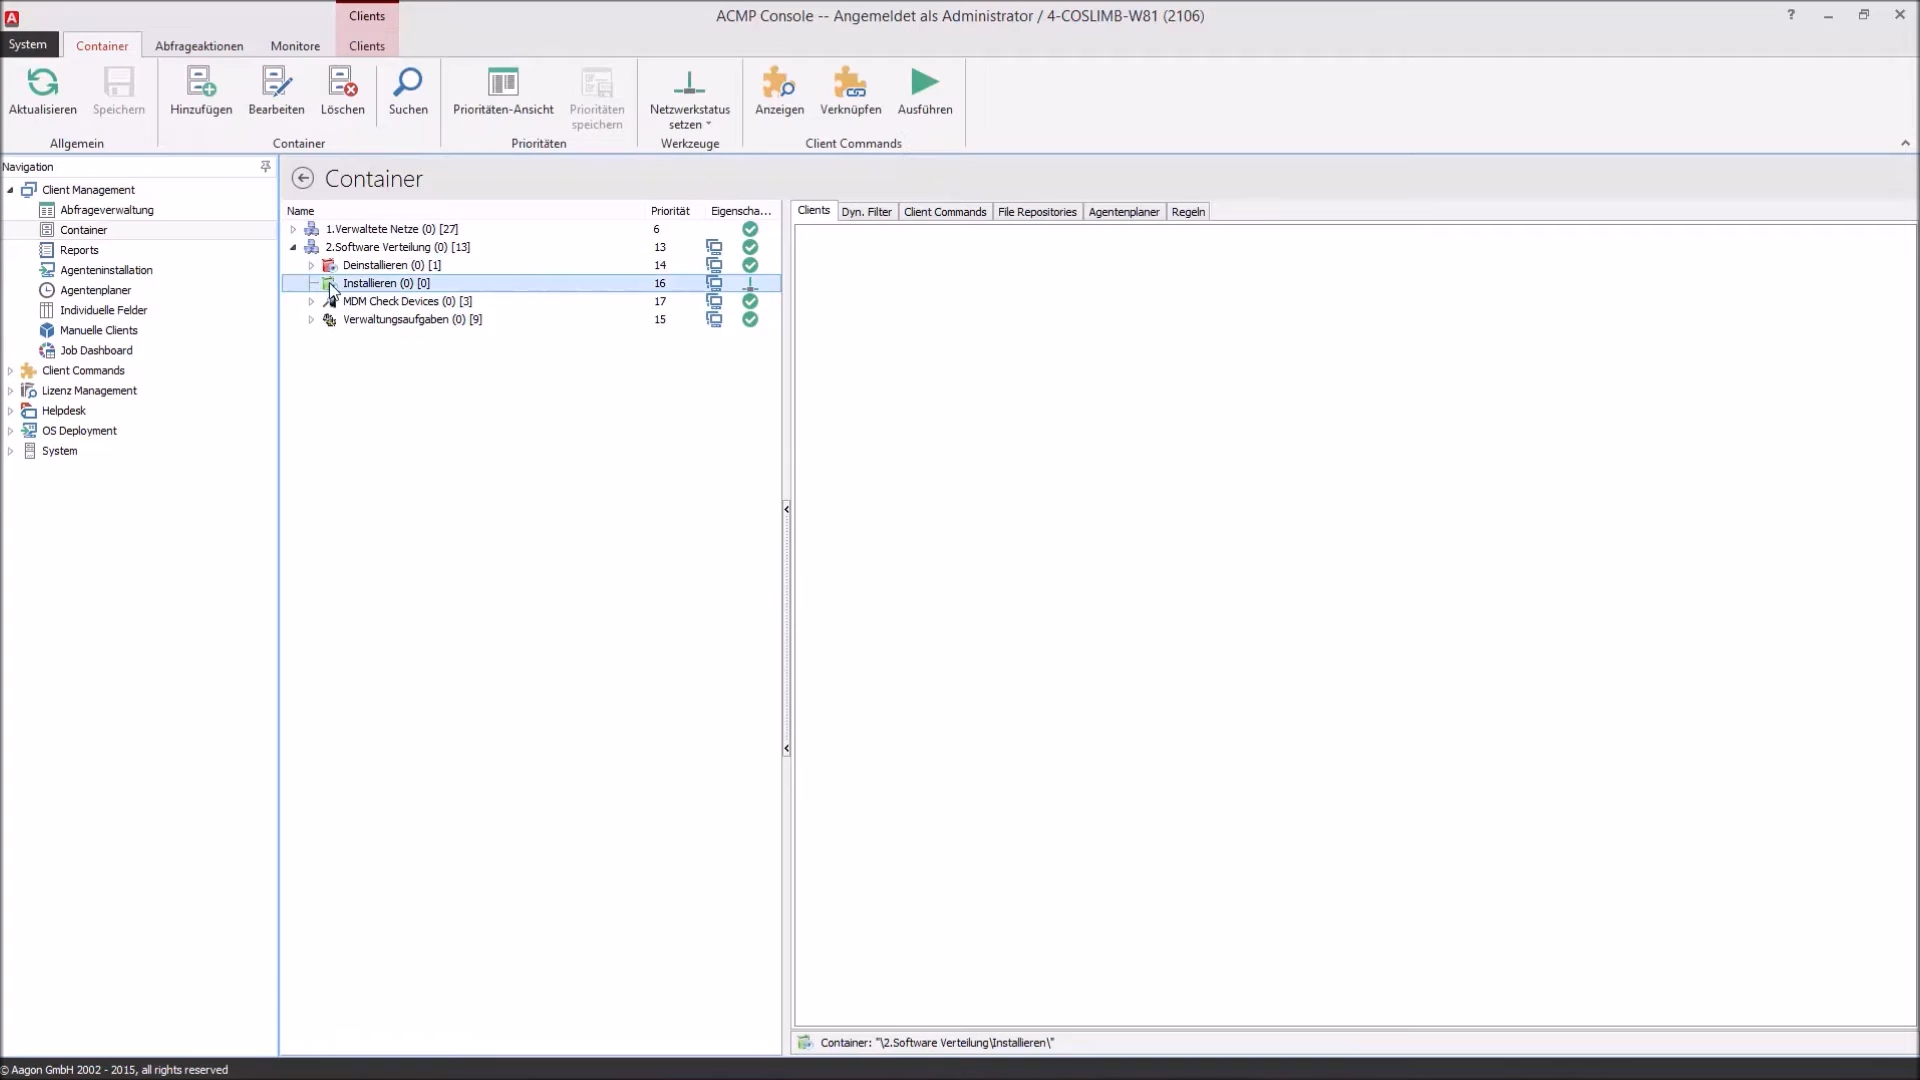 Clients
ACMP Console -- Angemeldet als Administrator / 4-COSLIMB-W81 (2106)
System
Container
Abfrageaktionen
Monitore
Clients
Aktualisieren
Speichern
Hinzufügen
Bearbeiten
Löschen
Suchen
Prioritäten-Ansicht
Prioritäten speichern
Netzwerkstatus setzen
Anzeigen
Verknüpfen
Ausführen
Allgemein
Container
Prioritäten
Werkzeuge
Client Commands
Navigation
Client Management
Abfrageverwaltung
Container
Reports
Agenteninstallation
Agentenplaner
Individuelle Felder
Manuelle Clients
Job Dashboard
Client Commands
Lizenz Management
Helpdesk
OS Deployment
System
Container
Name Priorität Eigenscha...
1.Verwaltete Netze (0) [27] 6
2.Software Verteilung (0) [13] 13
Deinstallieren (0) [1] 14
Installieren (0) [0] 16
MDM Check Devices (0) [3] 17
Verwaltungsaufgaben (0) [9] 15
Clients
Dyn. Filter
Client Commands
File Repositories
Agentenplaner
Regeln
Container: "\2.Software Verteilung\Installieren\"
© Aagon GmbH 2002 - 2015, all rights reserved